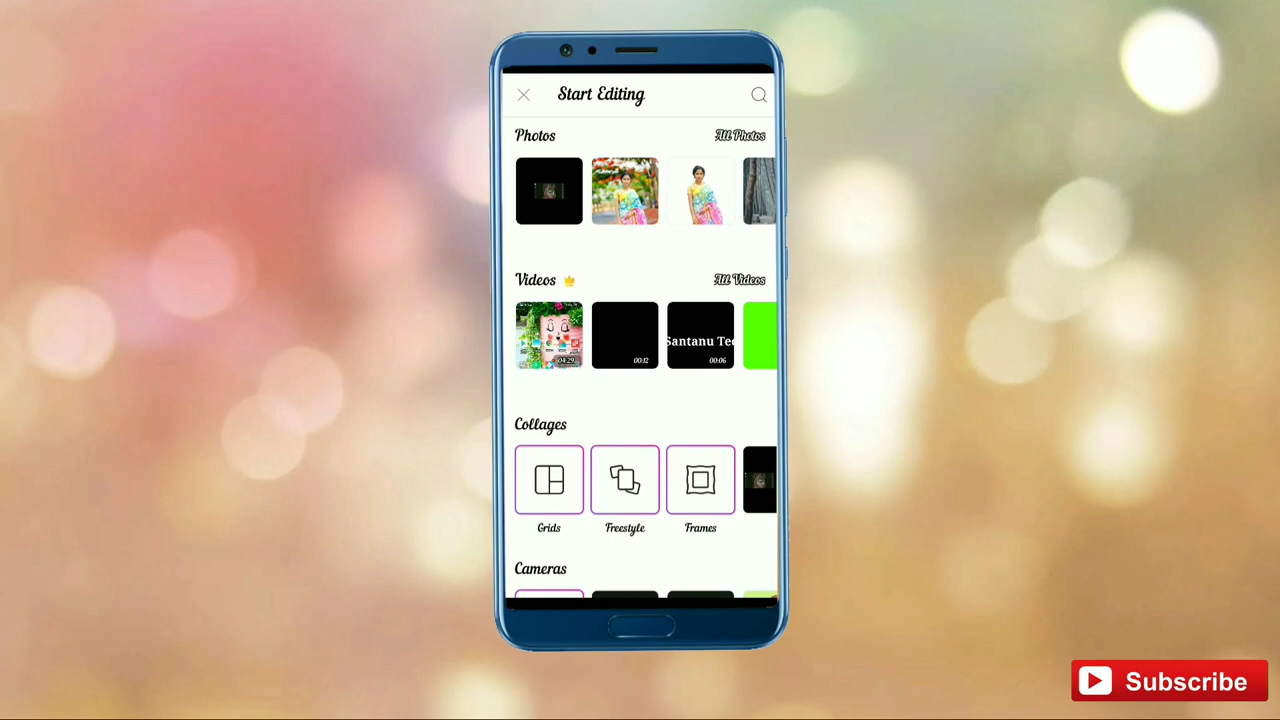 Start Editing
Photos
All Photos
Videos
All Videos
04:29
00:12
Santanu Tec
00:06
Collages
Grids
Freestyle
Frames
Cameras
Subscribe